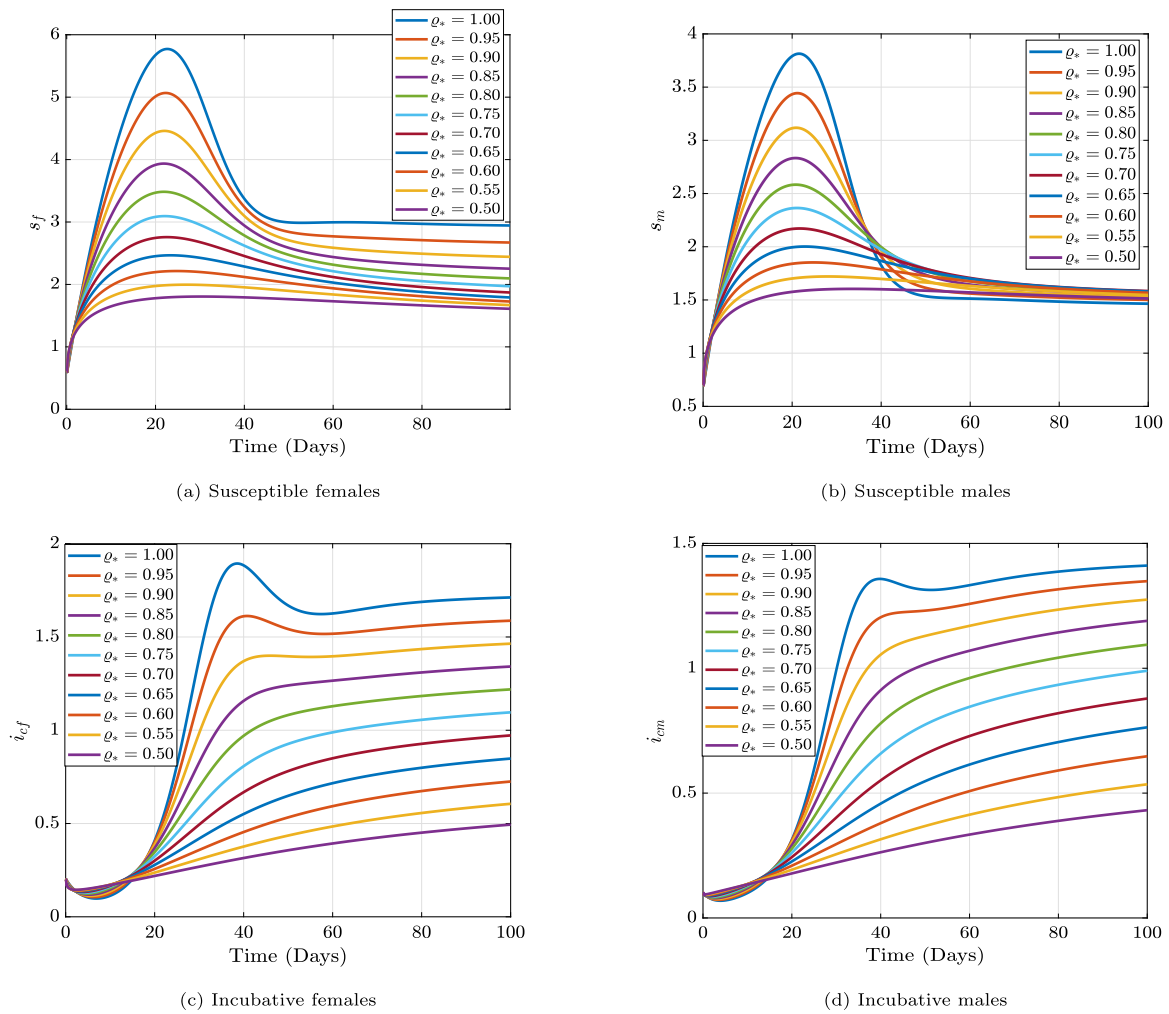 6
5
4
3
2
1
0
s_f
0
20
40
60
80
Time (Days)
ϱ∗ = 1.00
ϱ∗ = 0.95
ϱ∗ = 0.90
ϱ∗ = 0.85
ϱ∗ = 0.80
ϱ∗ = 0.75
ϱ∗ = 0.70
ϱ∗ = 0.65
ϱ∗ = 0.60
ϱ∗ = 0.55
ϱ∗ = 0.50
(a) Susceptible females
4
3.5
3
2.5
2
1.5
1
0.5
s_m
0
20
40
60
80
100
Time (Days)
ϱ∗ = 1.00
ϱ∗ = 0.95
ϱ∗ = 0.90
ϱ∗ = 0.85
ϱ∗ = 0.80
ϱ∗ = 0.75
ϱ∗ = 0.70
ϱ∗ = 0.65
ϱ∗ = 0.60
ϱ∗ = 0.55
ϱ∗ = 0.50
(b) Susceptible males
2
1.5
1
0.5
0
i_cf
0
20
40
60
80
100
Time (Days)
ϱ∗ = 1.00
ϱ∗ = 0.95
ϱ∗ = 0.90
ϱ∗ = 0.85
ϱ∗ = 0.80
ϱ∗ = 0.75
ϱ∗ = 0.70
ϱ∗ = 0.65
ϱ∗ = 0.60
ϱ∗ = 0.55
ϱ∗ = 0.50
(c) Incubative females
1.5
1
0.5
0
i_cm
0
20
40
60
80
100
Time (Days)
ϱ∗ = 1.00
ϱ∗ = 0.95
ϱ∗ = 0.90
ϱ∗ = 0.85
ϱ∗ = 0.80
ϱ∗ = 0.75
ϱ∗ = 0.70
ϱ∗ = 0.65
ϱ∗ = 0.60
ϱ∗ = 0.55
ϱ∗ = 0.50
(d) Incubative males